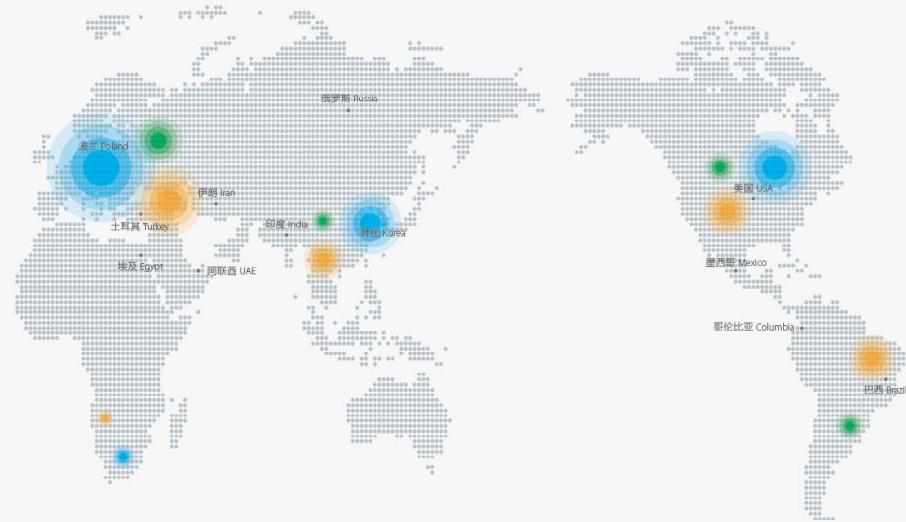 俄罗斯 Russia
波兰 Poland
伊朗 Iran
美国 USA
土耳其 Turkey
印度 India
韩国 Korea
埃及 Egypt
阿联酋 UAE
墨西哥 Mexico
哥伦比亚 Columbia
巴西 Brazil